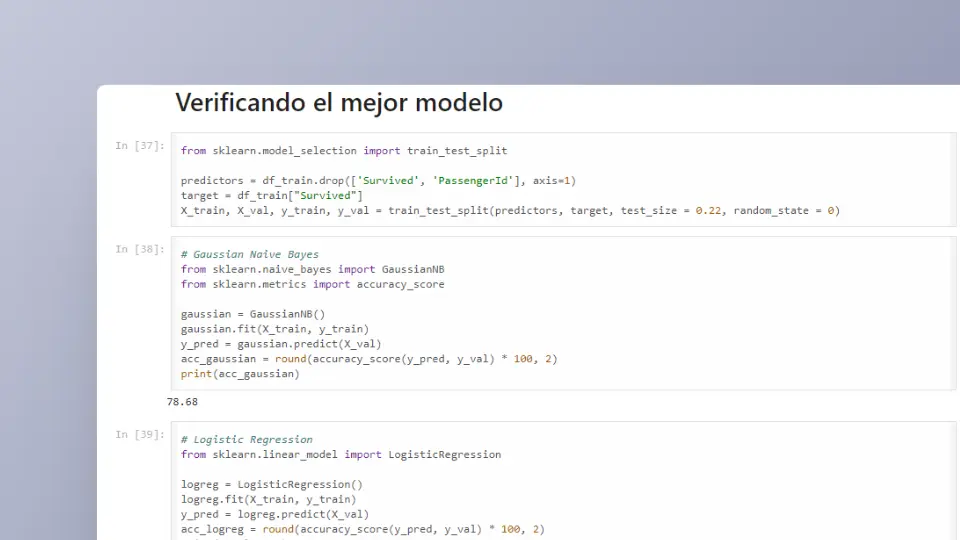 Verificando el mejor modelo
In [37]:
from sklearn.model_selection import train_test_split
predictors = df_train.drop(['Survived', 'PassengerId'], axis=1)
target = df_train["Survived"]
X_train, X_val, y_train, y_val = train_test_split(predictors, target, test_size = 0.22, random_state = 0)
In [38]:
# Gaussian Naive Bayes
from sklearn.naive_bayes import GaussianNB
from sklearn.metrics import accuracy_score
gaussian = GaussianNB()
gaussian.fit(X_train, y_train)
y_pred = gaussian.predict(X_val)
acc_gaussian = round(accuracy_score(y_pred, y_val) * 100, 2)
print(acc_gaussian)
78.68
In [39]:
# Logistic Regression
from sklearn.linear_model import LogisticRegression
logreg = LogisticRegression()
logreg.fit(X_train, y_train)
y_pred = logreg.predict(X_val)
acc_logreg = round(accuracy_score(y_pred, y_val) * 100, 2)